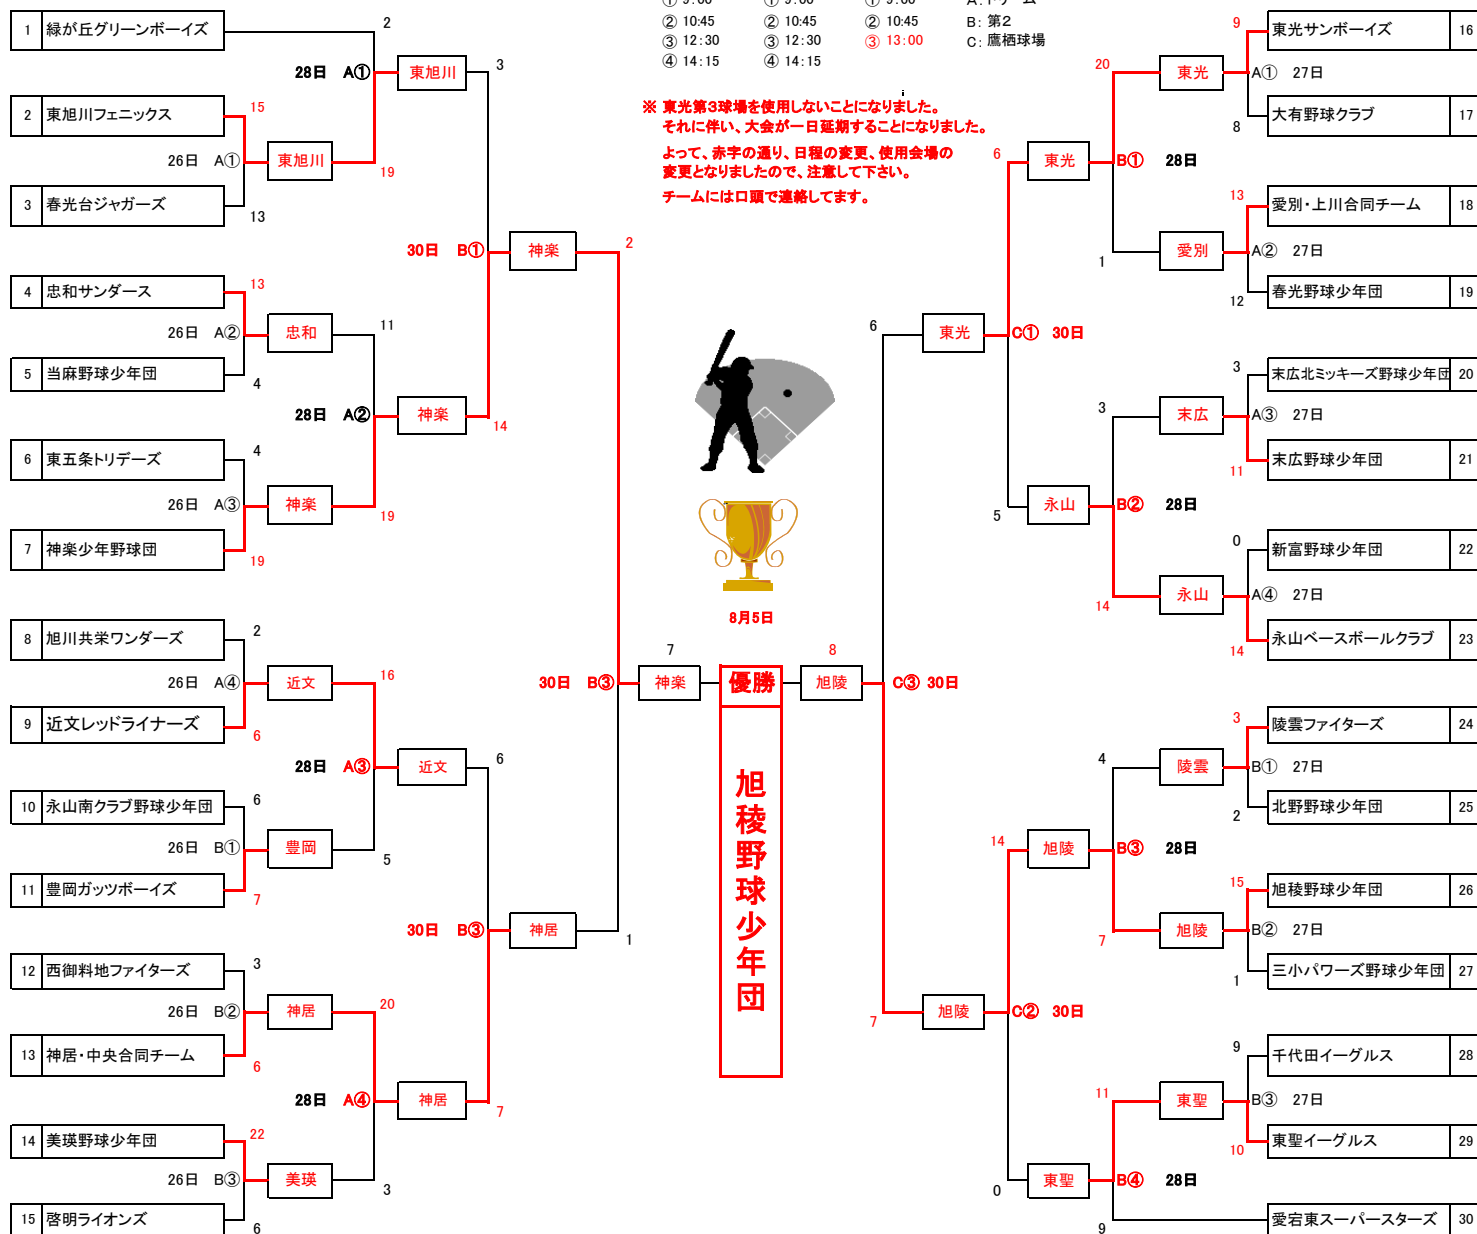 ① 9:00 ① 9:00 ① 9:00 A:ドリーム
② 10:45 ② 10:45 ② 10:45 B: 第2
③ 12:30 ③ 12:30 ③ 13:00 C: 鷹栖球場
④ 14:15 ④ 14:15
※ 東光第3球場を使用しないことになりました。
それに伴い、大会が一日延期することになりました。
よって、赤字の通り、日程の変更、使用会場の
変更となりましたので、注意して下さい。
チームには口頭で連絡してます。
1 緑が丘グリーンボーイズ
2
28日 A①
東旭川
3
2 東旭川フェニックス
15
26日 A①
東旭川
19
3 春光台ジャガーズ
13
30日 B①
神楽
2
4 忠和サンダース
13
26日 A②
忠和
11
5 当麻野球少年団
4
28日 A②
神楽
14
6 東五条トリデーズ
4
26日 A③
神楽
19
7 神楽少年野球団
19
8 旭川共栄ワンダーズ
2
26日 A④
近文
16
9 近文レッドライナーズ
6
28日 A③
近文
6
10 永山南クラブ野球少年団
6
26日 B①
豊岡
5
11 豊岡ガッツボーイズ
7
30日 B③
神居
1
12 西御料地ファイターズ
3
26日 B②
神居
20
13 神居・中央合同チーム
6
28日 A④
神居
7
14 美瑛野球少年団
22
26日 B③
美瑛
3
15 啓明ライオンズ
6
30日 B③
神楽
7
8月5日
優勝
旭稜野球少年団
8
旭陵
C③ 30日
9
東光サンボーイズ 16
20
東光
A① 27日
8
大有野球クラブ 17
6
東光
B① 28日
13
愛別・上川合同チーム 18
1
愛別
A② 27日
12
春光野球少年団 19
6
東光
C① 30日
3
末広北ミッキーズ野球少年団 20
3
末広
A③ 27日
11
末広野球少年団 21
5
永山
B② 28日
0
新富野球少年団 22
14
永山
A④ 27日
14
永山ベースボールクラブ 23
3
陵雲ファイターズ 24
4
陵雲
B① 27日
2
北野野球少年団 25
14
旭陵
B③ 28日
15
旭稜野球少年団 26
7
旭陵
B② 27日
1
三小パワーズ野球少年団 27
7
旭陵
C② 30日
9
千代田イーグルス 28
11
東聖
B③ 27日
10
東聖イーグルス 29
0
東聖
B④ 28日
9
愛宕東スーパースターズ 30